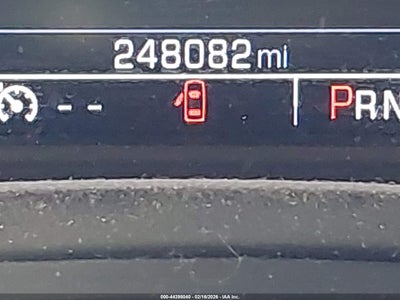 248082 mi
-- PRN
000-44398040 - 02/16/2026 - IAA Inc.